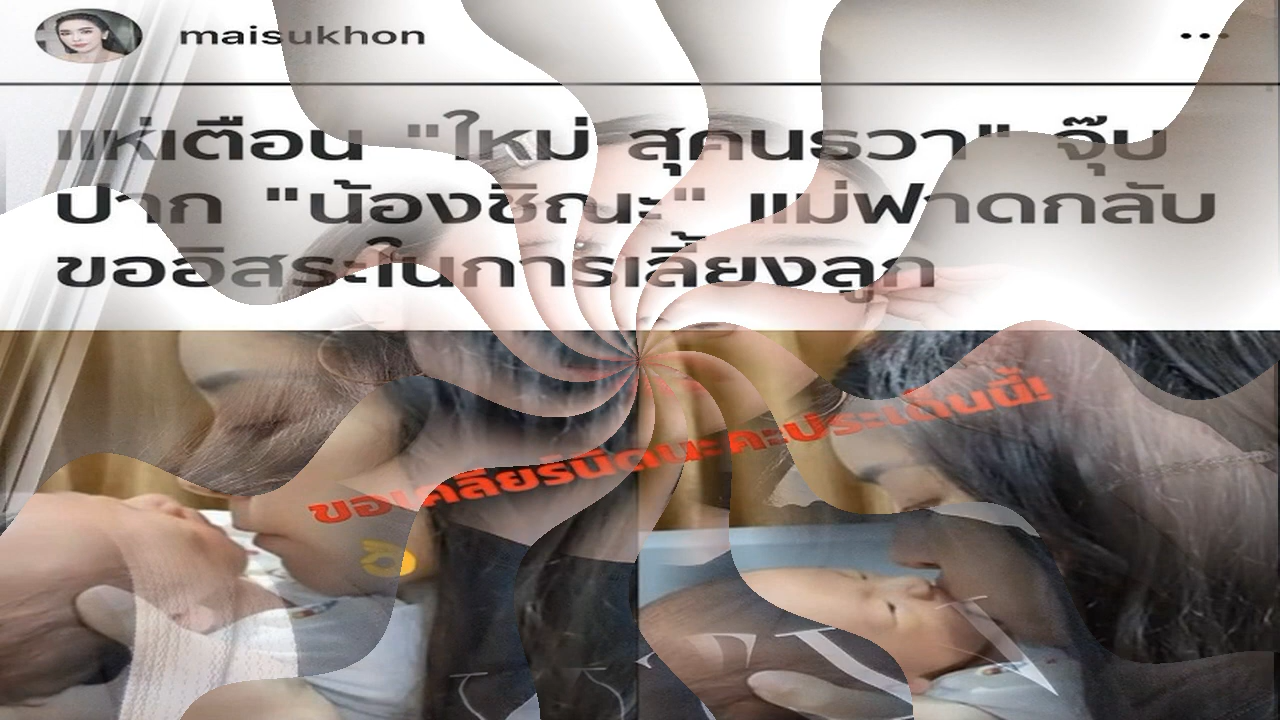 maisukhon
แห่เตือน "ใหม่ สุคนธวา" จุ๊บ
ปาก "น้องชิณะ" แม่ฟาดกลับ
ขออิสระในการเลี้ยงลูก
ขอเคลียร์นิดนะคะประเด็นนี้!